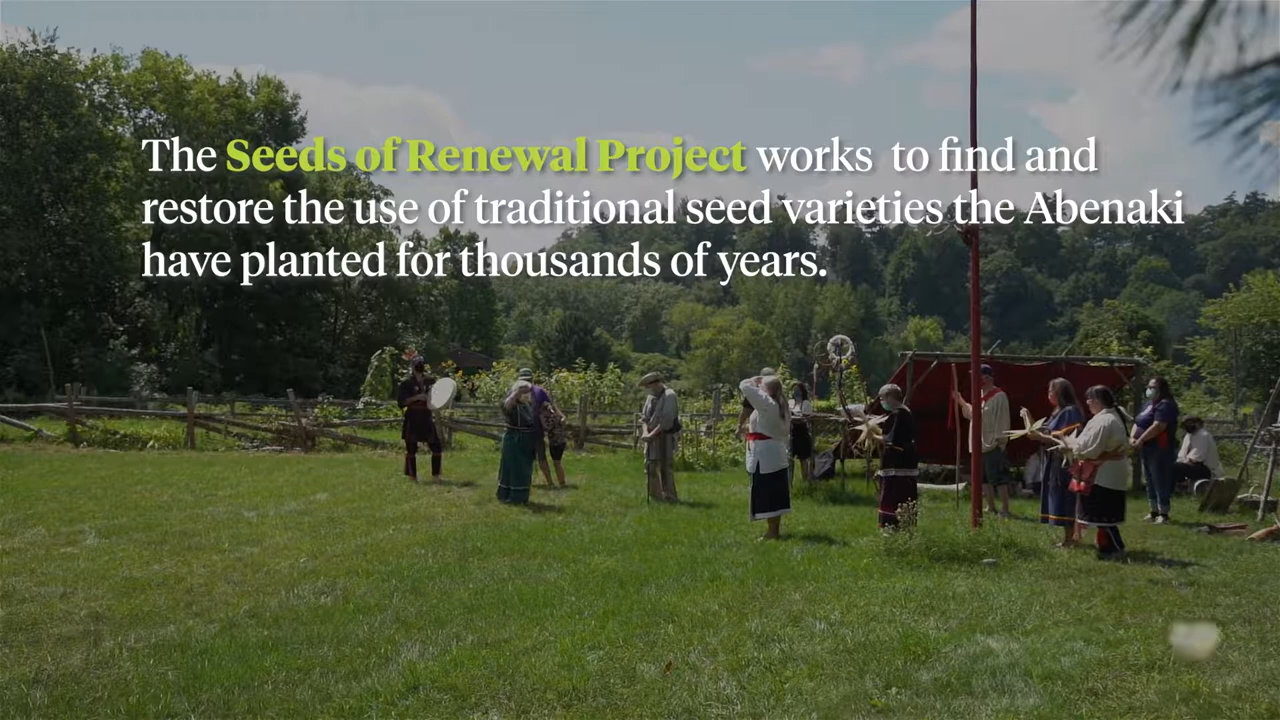 The Seeds of Renewal Project works  to find and
restore the use of traditional seed varieties the Abenaki
have planted for thousands of years.